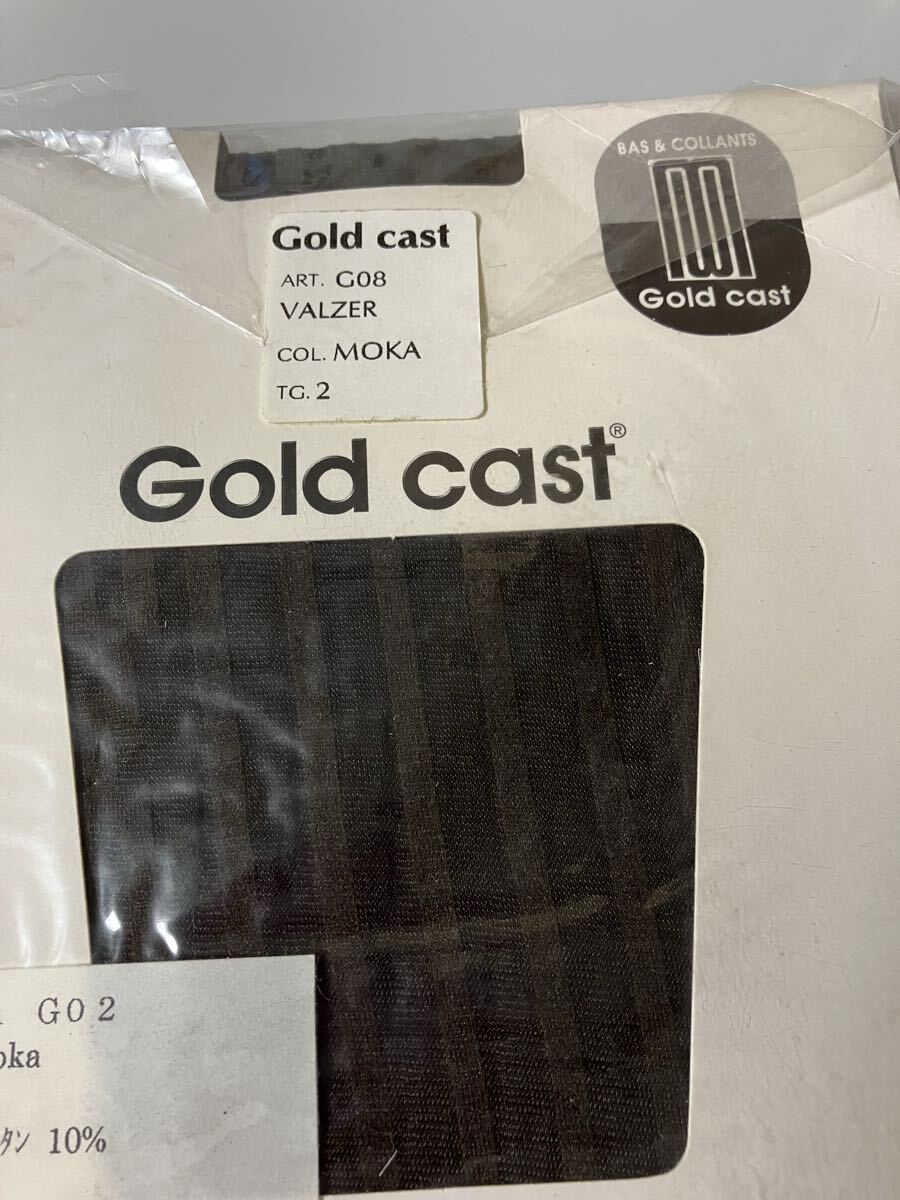 BAS & COLLANTS
Gold cast
Gold cast
ART. G08
VALZER
COL. MOKA
TG. 2
Gold cast®
G02
oka
タン 10%